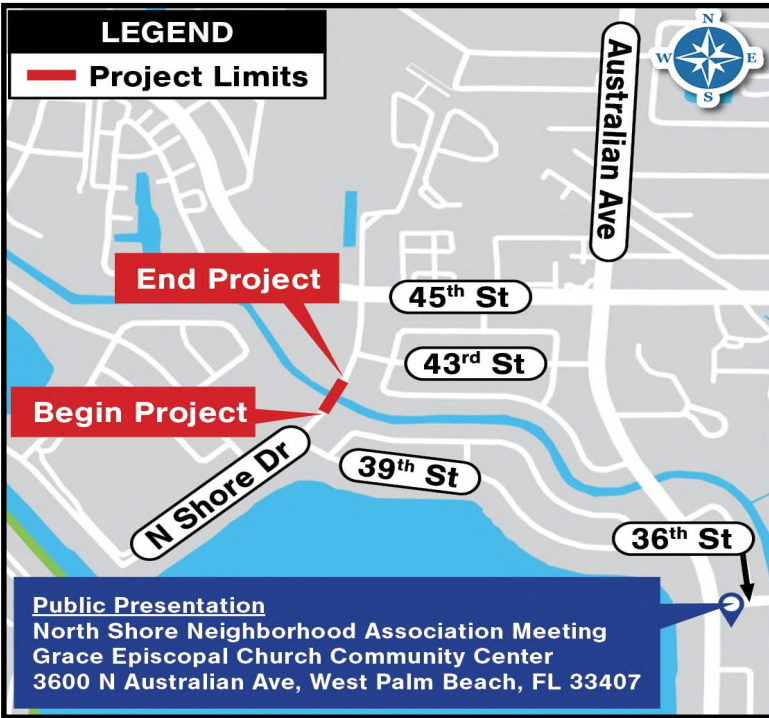 LEGEND
Project Limits
N
W
E
S
Australian Ave
End Project
45th St
43rd St
Begin Project
39th St
N Shore Dr
36th St
Public Presentation
North Shore Neighborhood Association Meeting
Grace Episcopal Church Community Center
3600 N Australian Ave, West Palm Beach, FL 33407